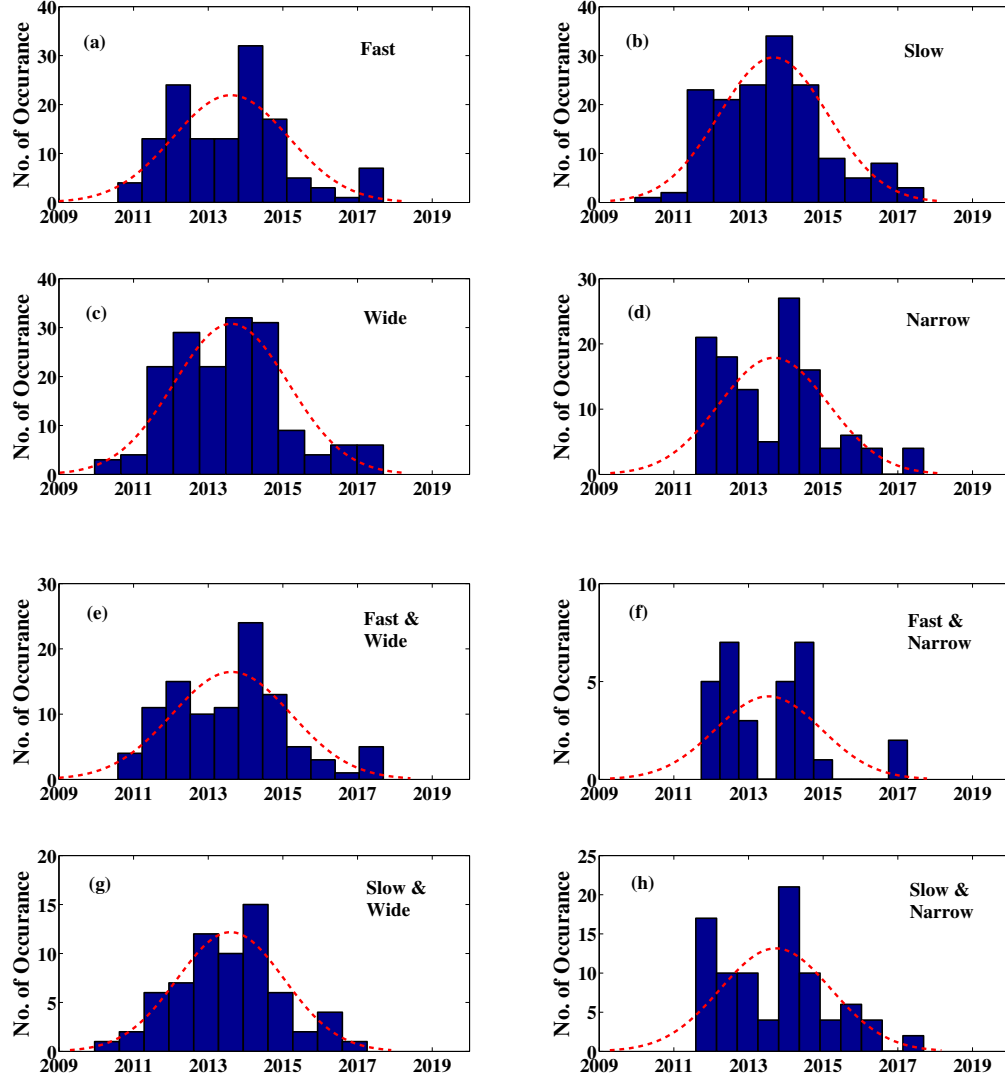 (a) Fast
No. of Occurance
40
30
20
10
0
2009 2011 2013 2015 2017 2019
(b) Slow
No. of Occurance
40
30
20
10
0
2009 2011 2013 2015 2017 2019
(c) Wide
No. of Occurance
40
30
20
10
0
2009 2011 2013 2015 2017 2019
(d) Narrow
No. of Occurance
30
20
10
0
2009 2011 2013 2015 2017 2019
(e) Fast &
Wide
No. of Occurance
30
20
10
0
2009 2011 2013 2015 2017 2019
(f) Fast &
Narrow
No. of Occurance
10
5
0
2009 2011 2013 2015 2017 2019
(g) Slow &
Wide
No. of Occurance
20
15
10
5
0
2009 2011 2013 2015 2017 2019
(h) Slow &
Narrow
No. of Occurance
25
20
15
10
5
0
2009 2011 2013 2015 2017 2019